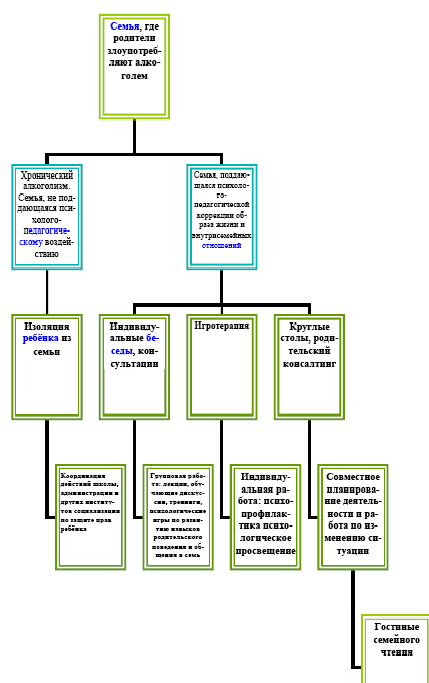 Семья, где
родители
злоупотреб-
ляют алко-
голем
Хронический
алкоголизм.
Семья, не под-
дающаяся пси-
холого-
педагогиче-
скому воздей-
ствию
Семья, поддаю-
щаяся психоло-
го-
педагогической
коррекции об-
раза жизни и
внутрисемейных
отношений
Изоляция
ребёнка из
семьи
Индивиду-
альные бе-
седы, кон-
сультации
Игротерапия
Круглые
столы, роди-
тельский
консалтинг
Координация
действий школы,
администрации и
других институ-
тов социализации
по защите прав
ребёнка
Групповая рабо-
та: лекции, обу-
чающие дискус-
сии, тренинги,
психологические
игры по разви-
тию навыков
родительского
поведения и об-
щения в семь
Индивиду-
альная ра-
бота: психо-
профилак-
тика психо-
логическое
просвещение
Совместное
планирова-
ние деятель-
ности и ра-
бота по из-
менению си-
туации
Гостиные
семейного
чтения